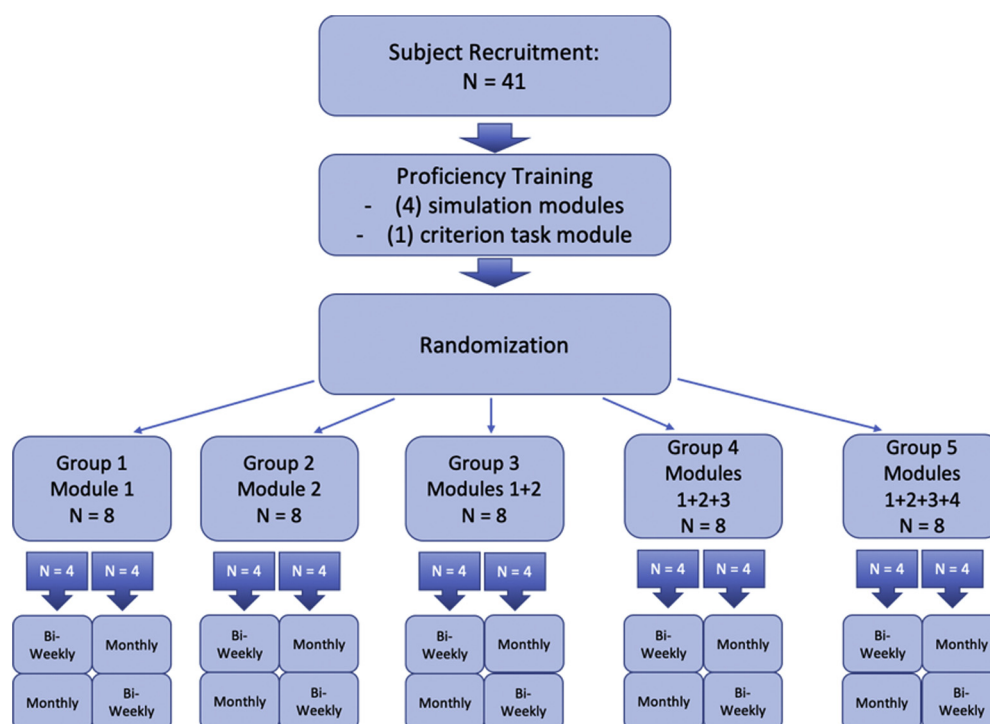 Subject Recruitment:
N = 41
Proficiency Training
- (4) simulation modules
- (1) criterion task module
Randomization
Group 1
Module 1
N = 8
Group 2
Module 2
N = 8
Group 3
Modules 1+2
N = 8
Group 4
Modules
1+2+3
N = 8
Group 5
Modules
1+2+3+4
N = 8
N = 4
N = 4
N = 4
N = 4
N = 4
N = 4
N = 4
N = 4
N = 4
N = 4
Bi-
Weekly
Monthly
Bi-
Weekly
Monthly
Bi-
Weekly
Monthly
Bi-
Weekly
Monthly
Bi-
Weekly
Monthly
Monthly
Bi-
Weekly
Monthly
Bi-
Weekly
Monthly
Bi-
Weekly
Monthly
Bi-
Weekly
Monthly
Bi-
Weekly